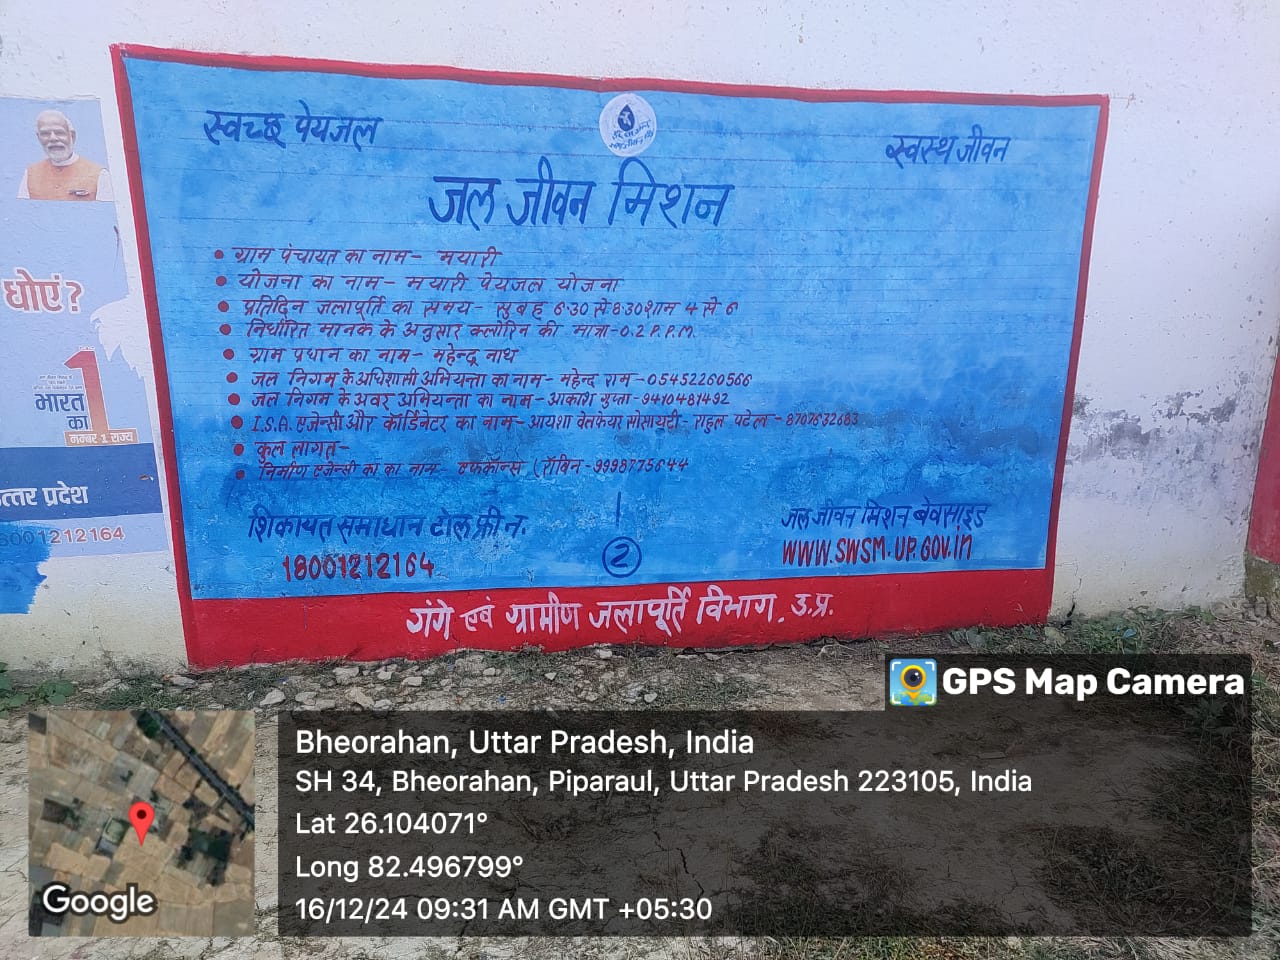 स्वच्छ पेयजल
स्वस्थ जीवन
जल जीवन मिशन
• ग्राम पंचायत का नाम - मयारी
• योजना का नाम - मयारी पेयजल योजना
• प्रतिदिन जलापूर्ति का समय - सुबह 6.30 से 8.30 शाम 4 से 6
• निर्धारित मानक के अनुसार क्लोरिन की मात्रा - 0.2 P.P.M.
• ग्राम प्रधान का नाम - महेन्द्र नाथ
• जल निगम के अधिशासी अभियन्ता का नाम - महेन्द्र राम - 05452260566
• जल निगम के अवर अभियन्ता का नाम - आकाश गुप्ता - 9410481492
• I.S.A. एजेन्सी और कॉर्डिनेटर का नाम - आयशा वेलफेयर सोसायटी - राहुल पटेल - 8707632683
• कुल लागत -
• निर्माण एजेन्सी का का नाम - एफकॉन्स (रॉबिन - 9998775644
शिकायत समाधान टोल फ्री न.
18001212164
2
जल जीवन मिशन बेवसाइड
WWW.SWSM.UP.GOV.in
गंगे एवं ग्रामीण जलापूर्ति विभाग, उ.प्र.
धोएं?
1
भारत
का
नम्बर 1 राज्य
त्तर प्रदेश
8001212164
GPS Map Camera
Bheorahan, Uttar Pradesh, India
SH 34, Bheorahan, Piparaul, Uttar Pradesh 223105, India
Lat 26.104071°
Long 82.496799°
16/12/24 09:31 AM GMT +05:30
Google